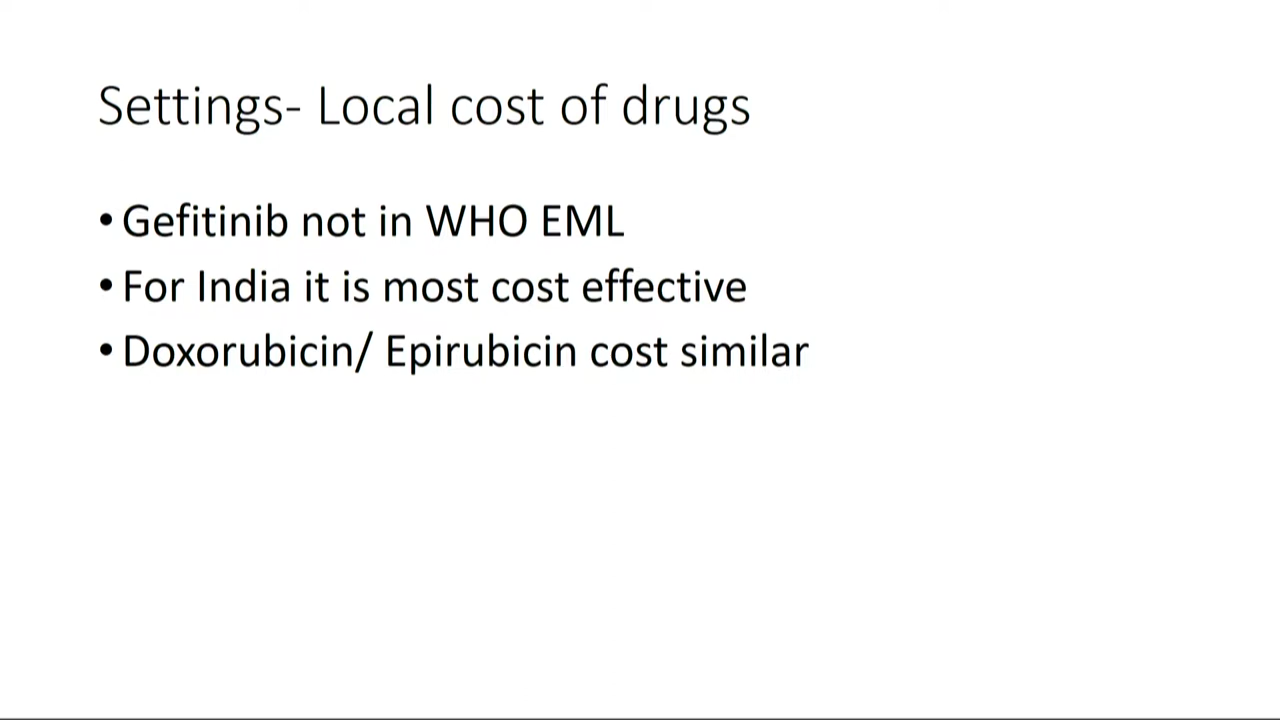 Settings- Local cost of drugs
• Gefitinib not in WHO EML
• For India it is most cost effective
• Doxorubicin/ Epirubicin cost similar